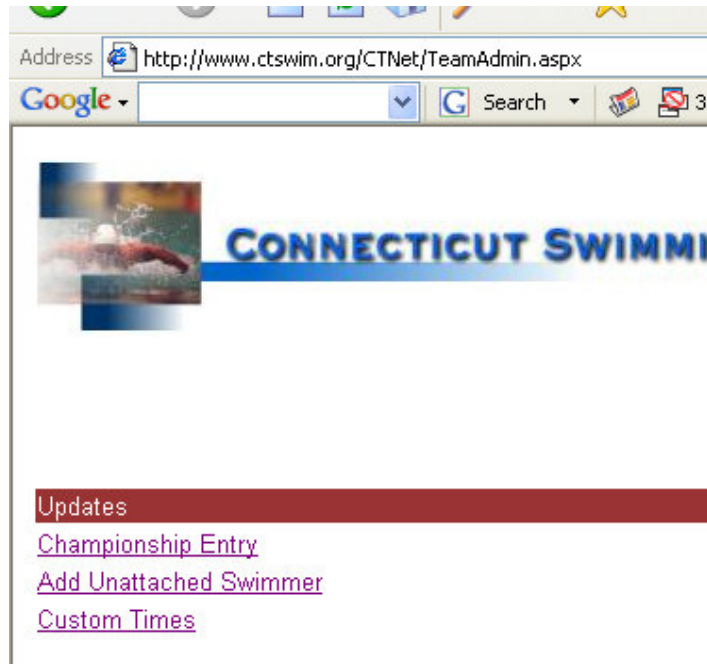 Address http://www.ctswim.org/CTNet/TeamAdmin.aspx
Google Search 3
CONNECTICUT SWIMMI
Updates
Championship Entry
Add Unattached Swimmer
Custom Times